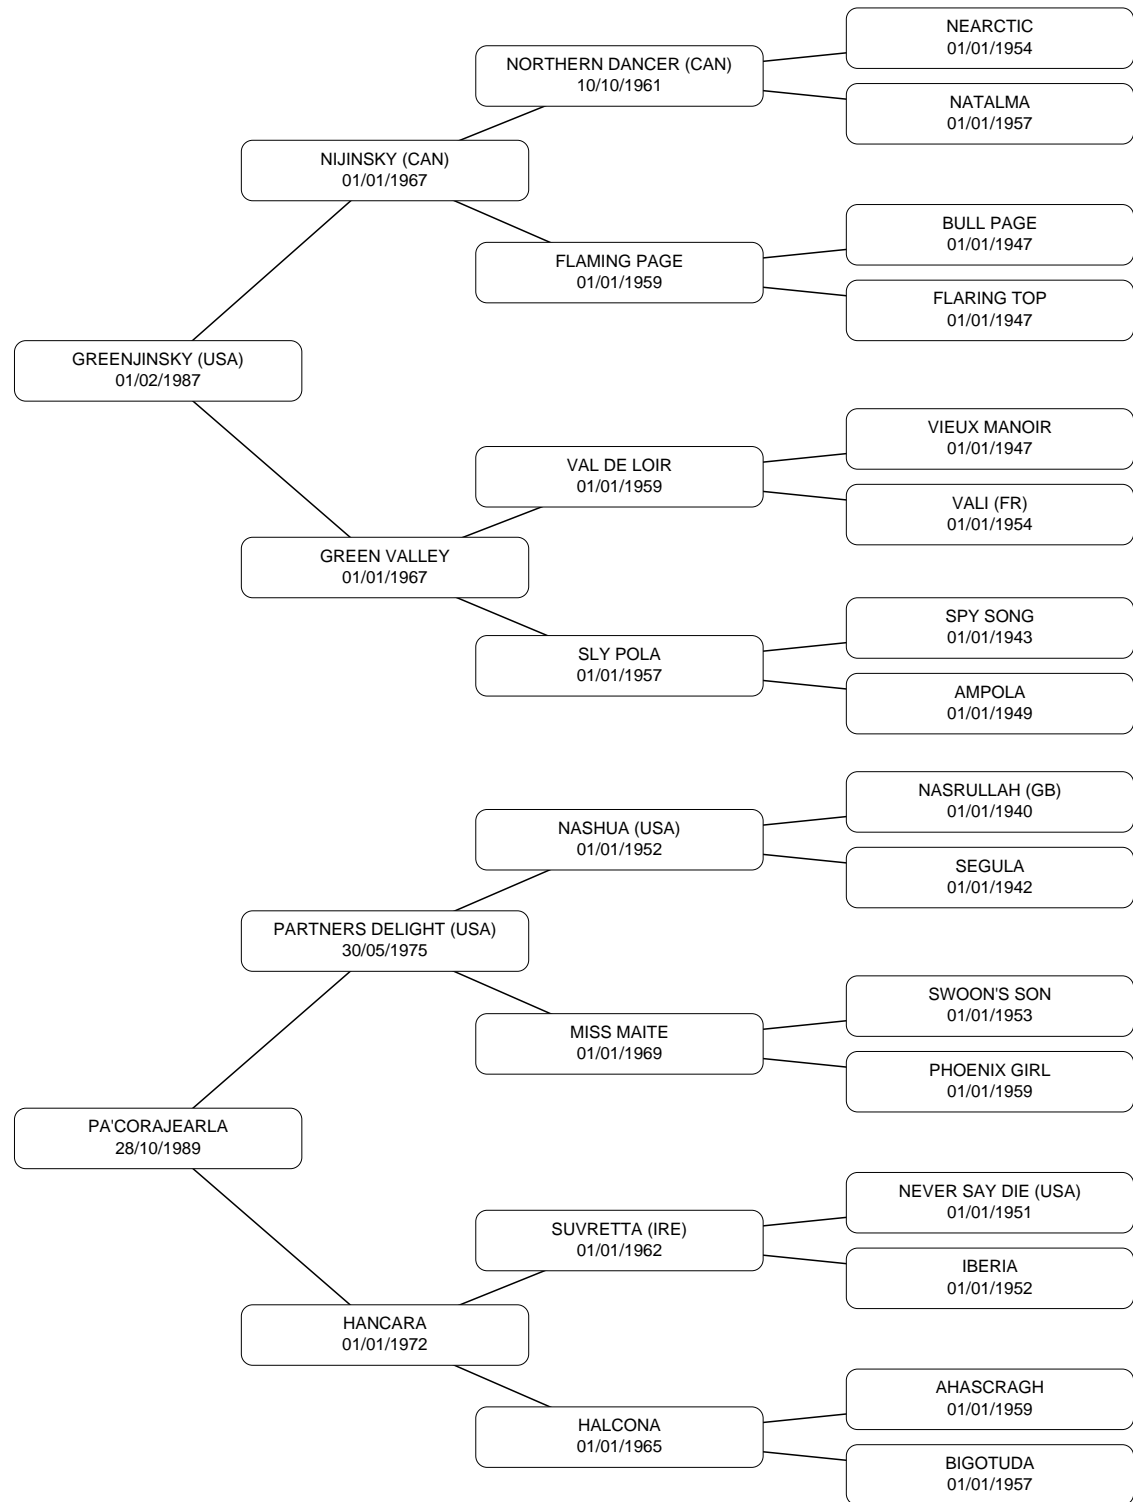 NEARCTIC
01/01/1954
NORTHERN DANCER (CAN)
10/10/1961
NATALMA
01/01/1957
NIJINSKY (CAN)
01/01/1967
BULL PAGE
01/01/1947
FLAMING PAGE
01/01/1959
FLARING TOP
01/01/1947
GREENJINSKY (USA)
01/02/1987
VIEUX MANOIR
01/01/1947
VAL DE LOIR
01/01/1959
VALI (FR)
01/01/1954
GREEN VALLEY
01/01/1967
SPY SONG
01/01/1943
SLY POLA
01/01/1957
AMPOLA
01/01/1949
NASRULLAH (GB)
01/01/1940
NASHUA (USA)
01/01/1952
SEGULA
01/01/1942
PARTNERS DELIGHT (USA)
30/05/1975
SWOON'S SON
01/01/1953
MISS MAITE
01/01/1969
PHOENIX GIRL
01/01/1959
PA'CORAJEARLA
28/10/1989
NEVER SAY DIE (USA)
01/01/1951
SUVRETTA (IRE)
01/01/1962
IBERIA
01/01/1952
HANCARA
01/01/1972
AHASCRAGH
01/01/1959
HALCONA
01/01/1965
BIGOTUDA
01/01/1957